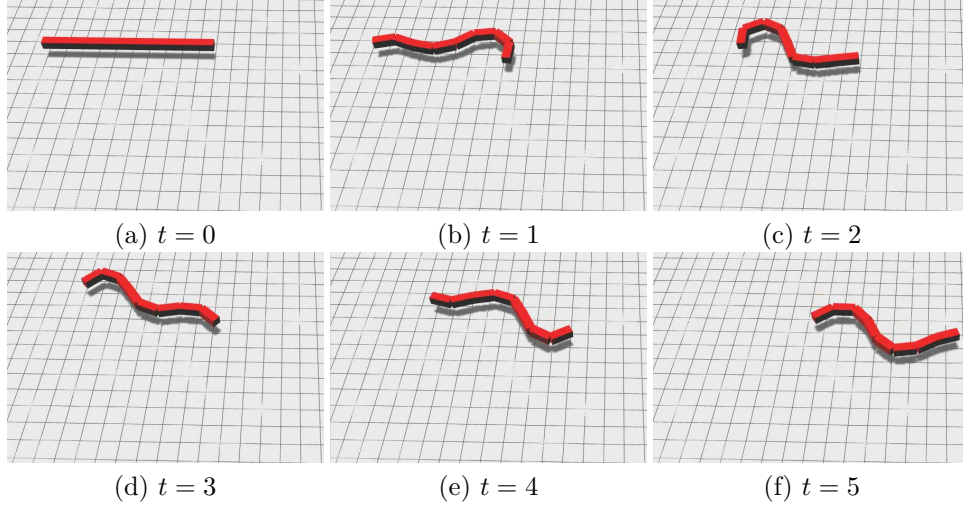 (a) t = 0
(b) t = 1
(c) t = 2
(d) t = 3
(e) t = 4
(f) t = 5